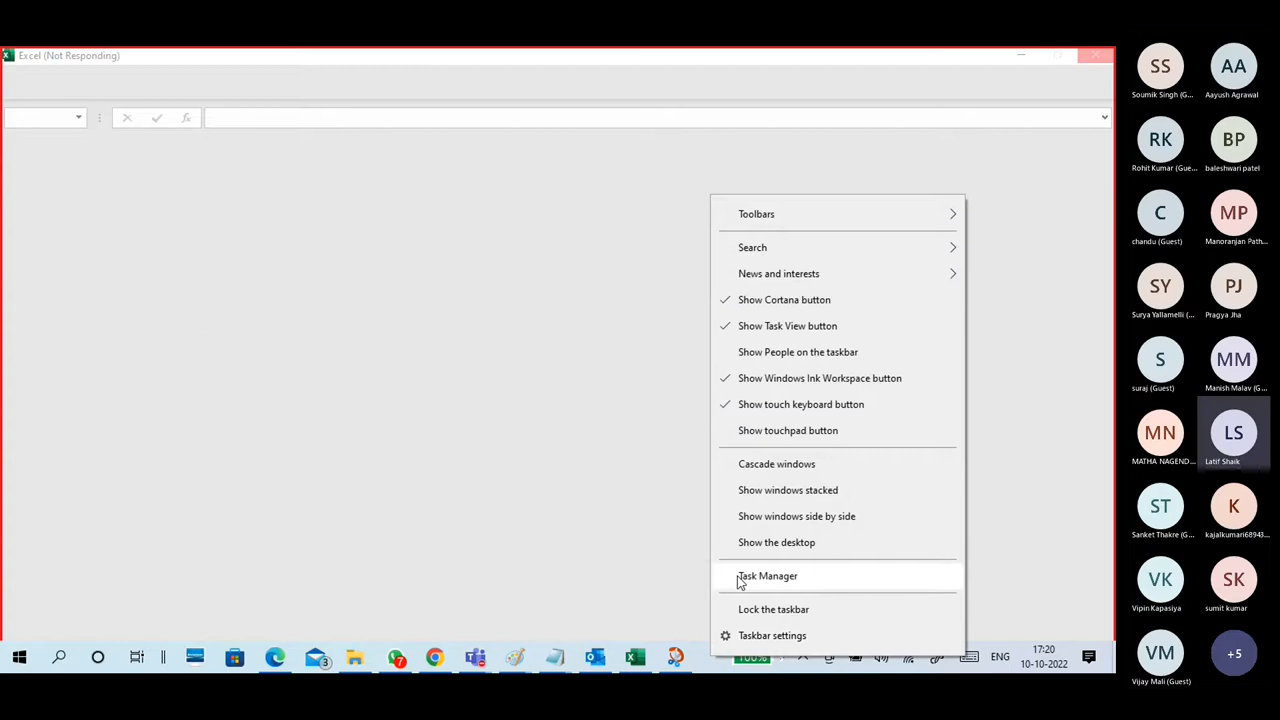 Excel (Not Responding)
Toolbars
Search
News and interests
Show Cortana button
Show Task View button
Show People on the taskbar
Show Windows Ink Workspace button
Show touch keyboard button
Show touchpad button
Cascade windows
Show windows stacked
Show windows side by side
Show the desktop
Task Manager
Lock the taskbar
Taskbar settings
3
7
100%
ENG
17:20
10-10-2022
SS
AA
Soumik Singh (G...
Aayush Agrawal
RK
BP
Rohit Kumar (Gue...
baleshwari patel
C
MP
chandu (Guest)
Manoranjan Path...
SY
PJ
Surya Yallamelli (...
Pragya Jha
S
MM
suraj (Guest)
Manish Malav (G...
MN
LS
MATHA NAGEND...
Latif Shaik
ST
K
Sanket Thakre (G...
kajalkumari68943...
VK
SK
Vipin Kapasiya
sumit kumar
VM
+5
Vijay Mali (Guest)